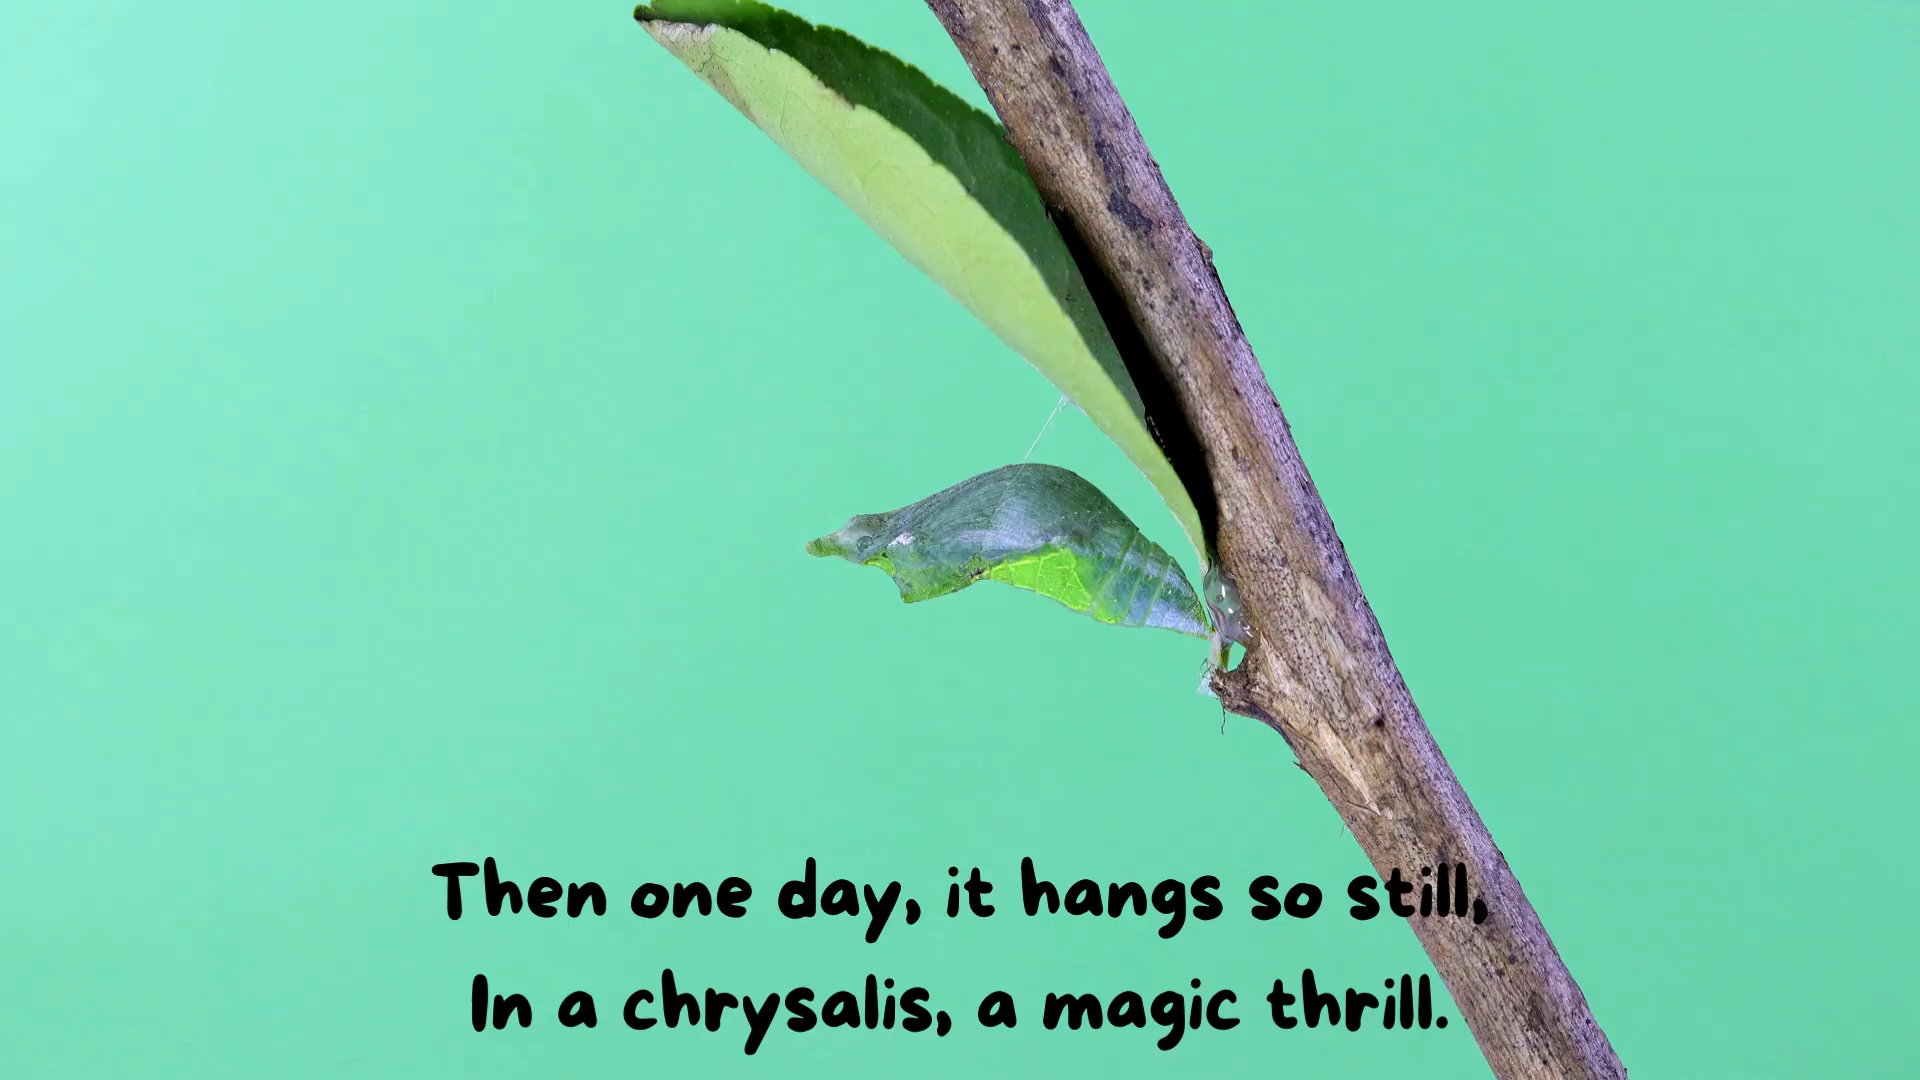 Then one day, it hangs so still,
In a chrysalis, a magic thrill.